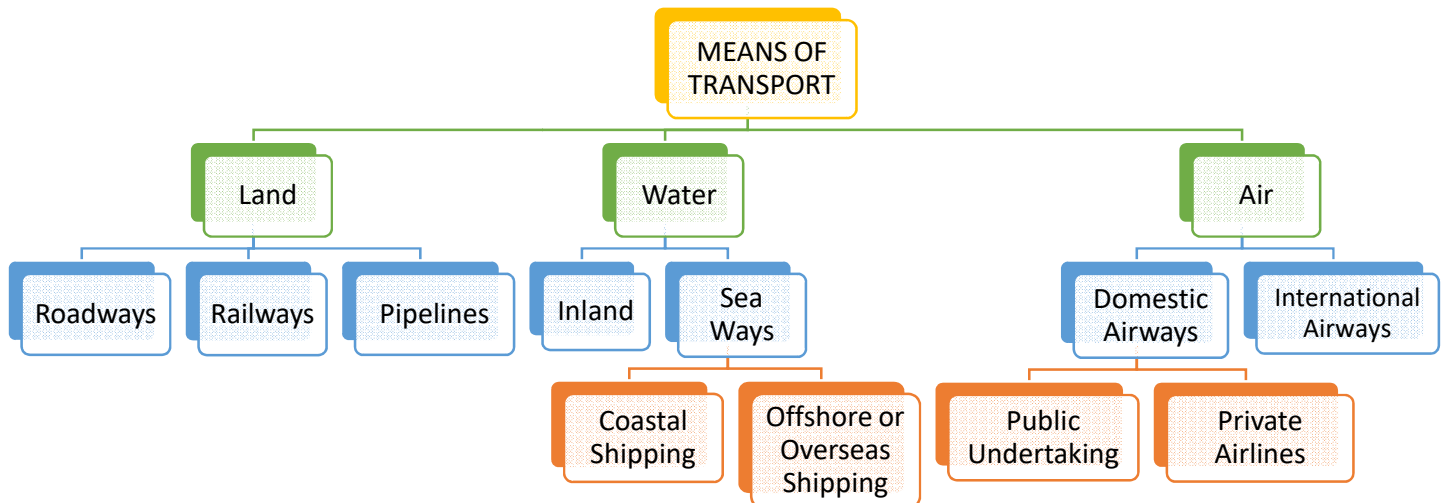 MEANS OF
TRANSPORT
Land
Water
Air
Roadways
Railways
Pipelines
Inland
Sea
Ways
Domestic
Airways
International
Airways
Coastal
Shipping
Offshore or
Overseas
Shipping
Public
Undertaking
Private
Airlines